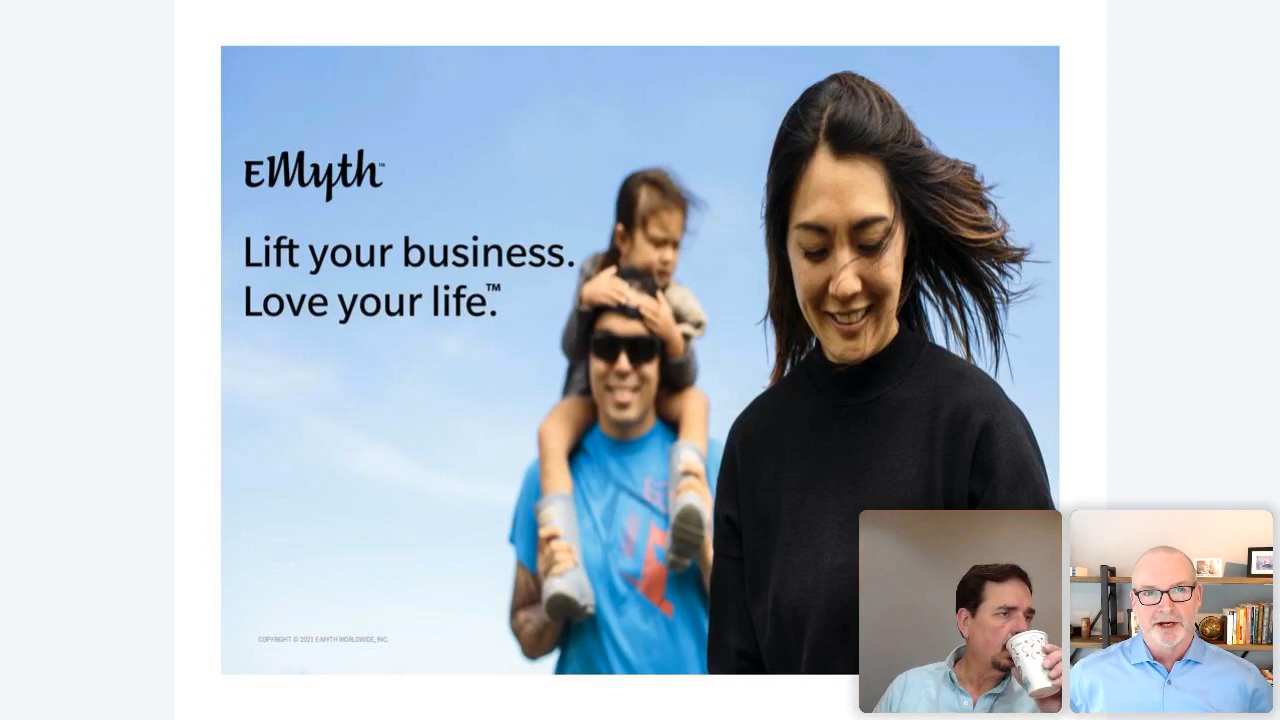 EMyth™
Lift your business.
Love your life.™
COPYRIGHT © 2021 E-MYTH WORLDWIDE, INC.